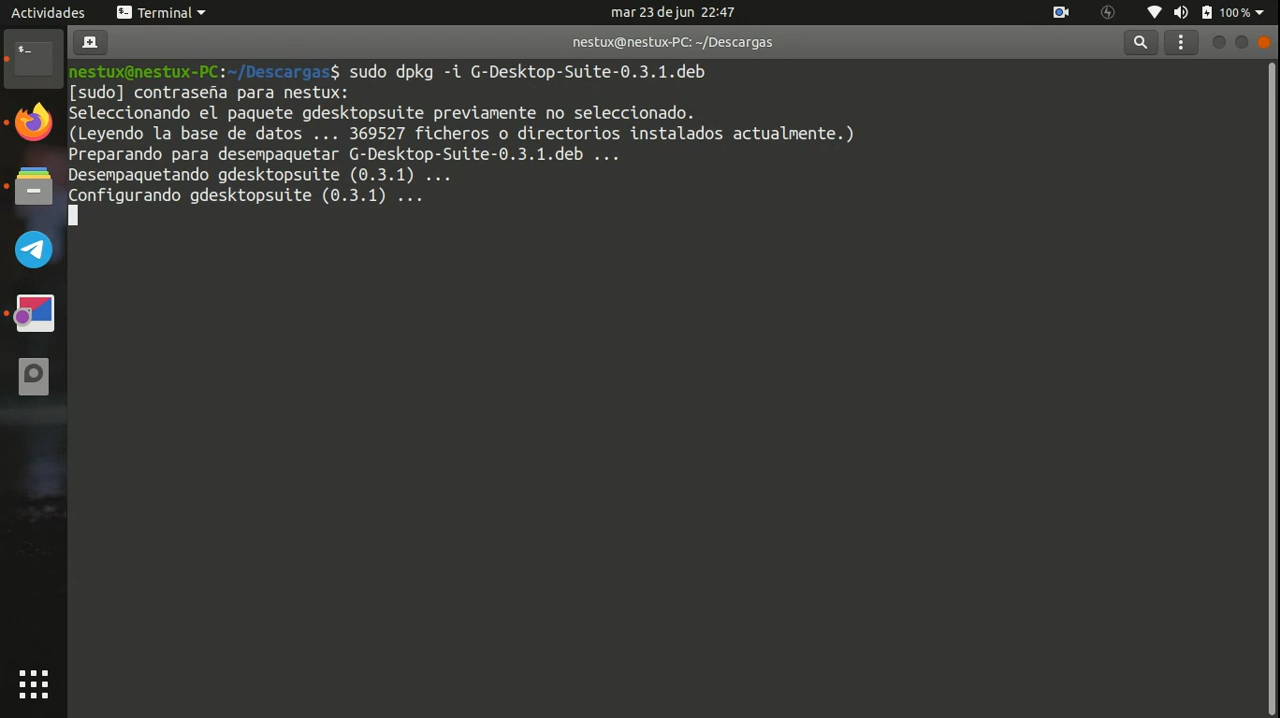 Actividades
Terminal
mar 23 de jun  22:47
100 %
nestux@nestux-PC: ~/Descargas
nestux@nestux-PC:~/Descargas$ sudo dpkg -i G-Desktop-Suite-0.3.1.deb
[sudo] contraseña para nestux:
Seleccionando el paquete gdesktopsuite previamente no seleccionado.
(Leyendo la base de datos ... 369527 ficheros o directorios instalados actualmente.)
Preparando para desempaquetar G-Desktop-Suite-0.3.1.deb ...
Desempaquetando gdesktopsuite (0.3.1) ...
Configurando gdesktopsuite (0.3.1) ...